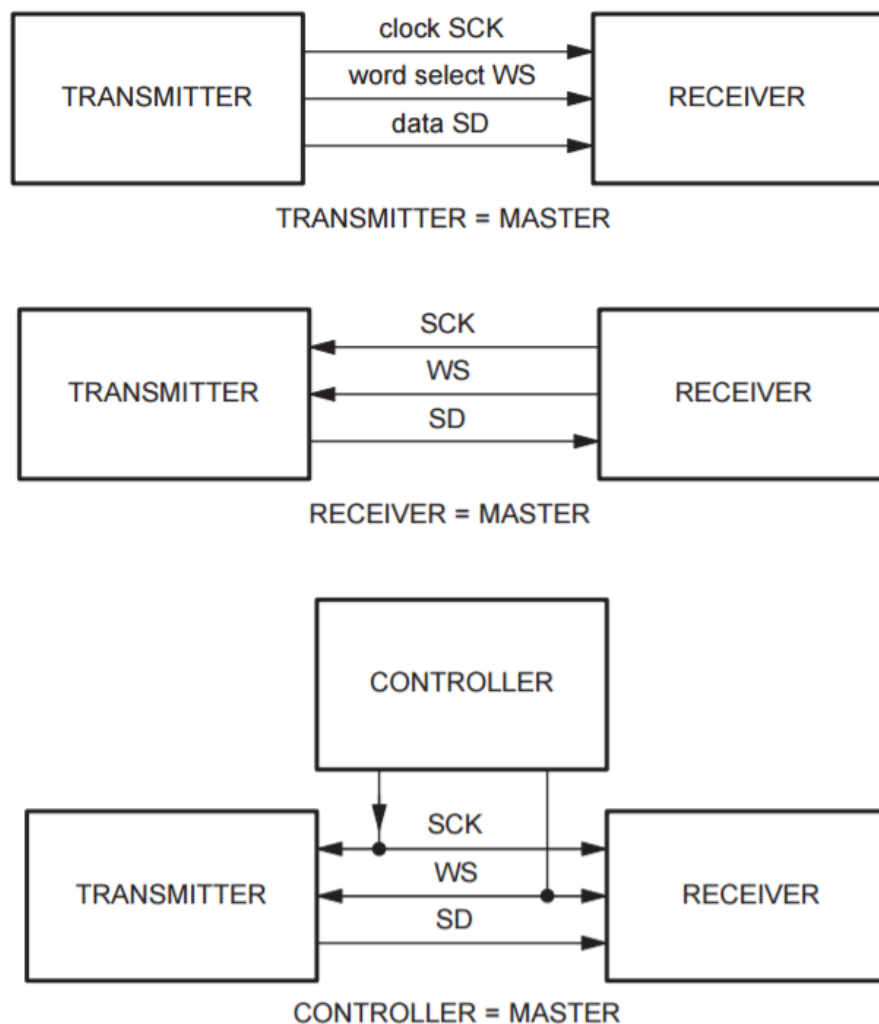 clock SCK
TRANSMITTER
word select WS
RECEIVER
data SD
TRANSMITTER = MASTER
SCK
TRANSMITTER
WS
RECEIVER
SD
RECEIVER = MASTER
CONTROLLER
SCK
TRANSMITTER
WS
RECEIVER
SD
CONTROLLER = MASTER